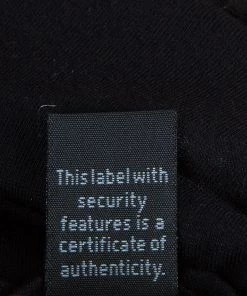 This label with
security
features is a
certificate of
authenticity.